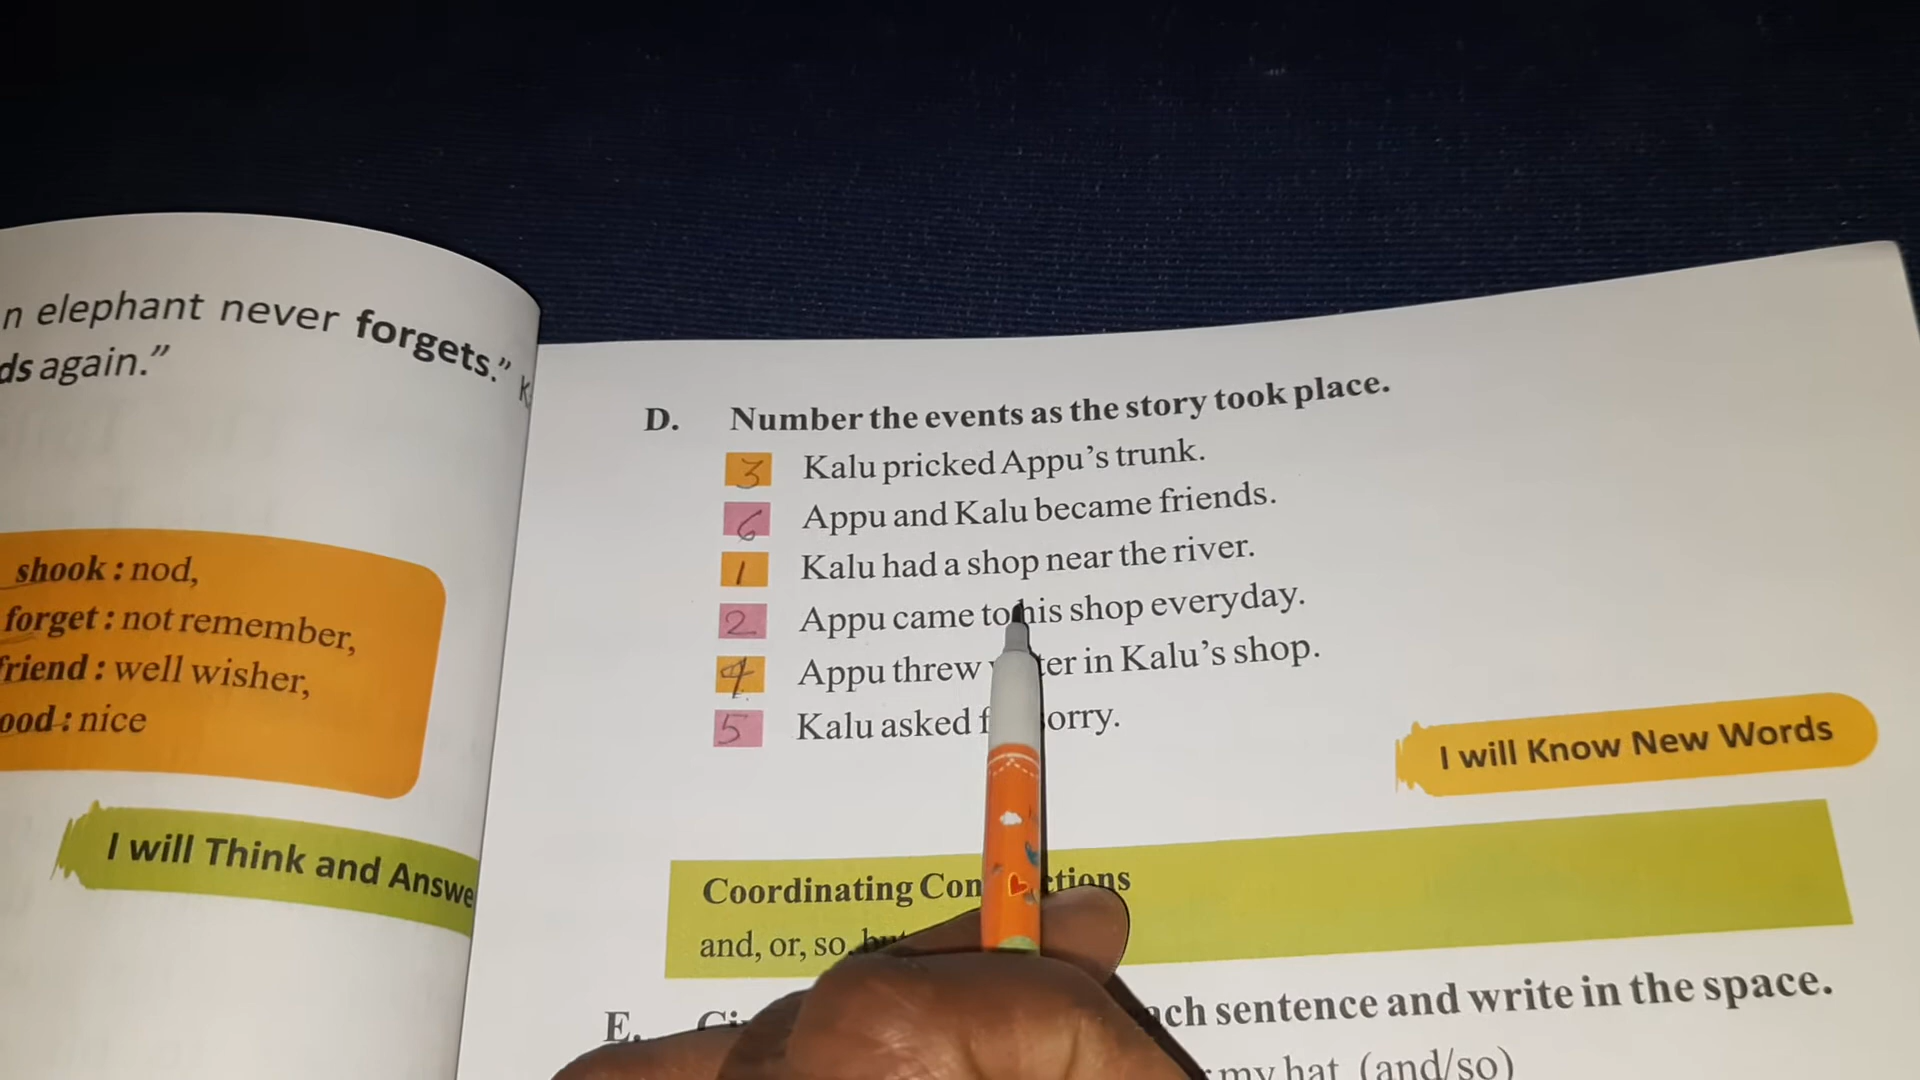 n elephant never forgets."
ds again."
shook : nod,
forget : not remember,
friend : well wisher,
ood : nice
I will Think and Answe
D. Number the events as the story took place.
3 Kalu pricked Appu's trunk.
6 Appu and Kalu became friends.
1 Kalu had a shop near the river.
2 Appu came to his shop everyday.
4 Appu threw ter in Kalu's shop.
5 Kalu asked f orry.
I will Know New Words
Coordinating Con ctions
and, or, so,
E. ach sentence and write in the space.
my hat (and/so)